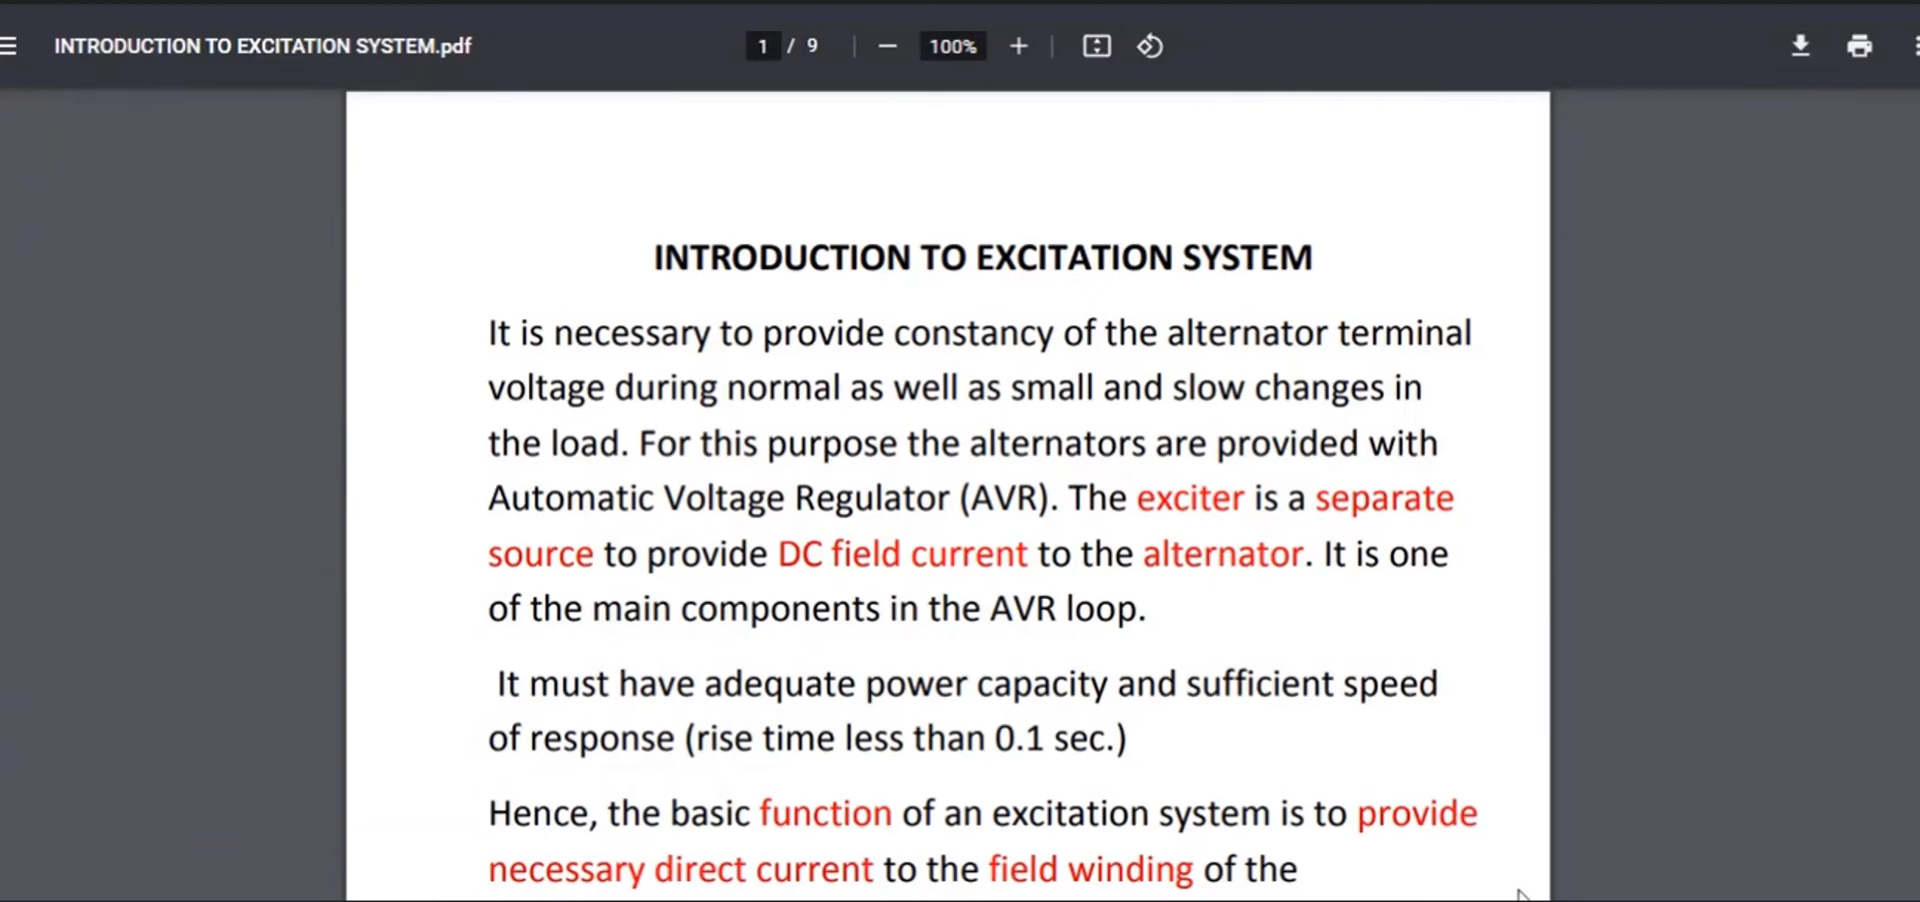 INTRODUCTION TO EXCITATION SYSTEM.pdf
1 / 9
100%
INTRODUCTION TO EXCITATION SYSTEM
It is necessary to provide constancy of the alternator terminal
voltage during normal as well as small and slow changes in
the load. For this purpose the alternators are provided with
Automatic Voltage Regulator (AVR). The exciter is a separate
source to provide DC field current to the alternator. It is one
of the main components in the AVR loop.
It must have adequate power capacity and sufficient speed
of response (rise time less than 0.1 sec.)
Hence, the basic function of an excitation system is to provide
necessary direct current to the field winding of the